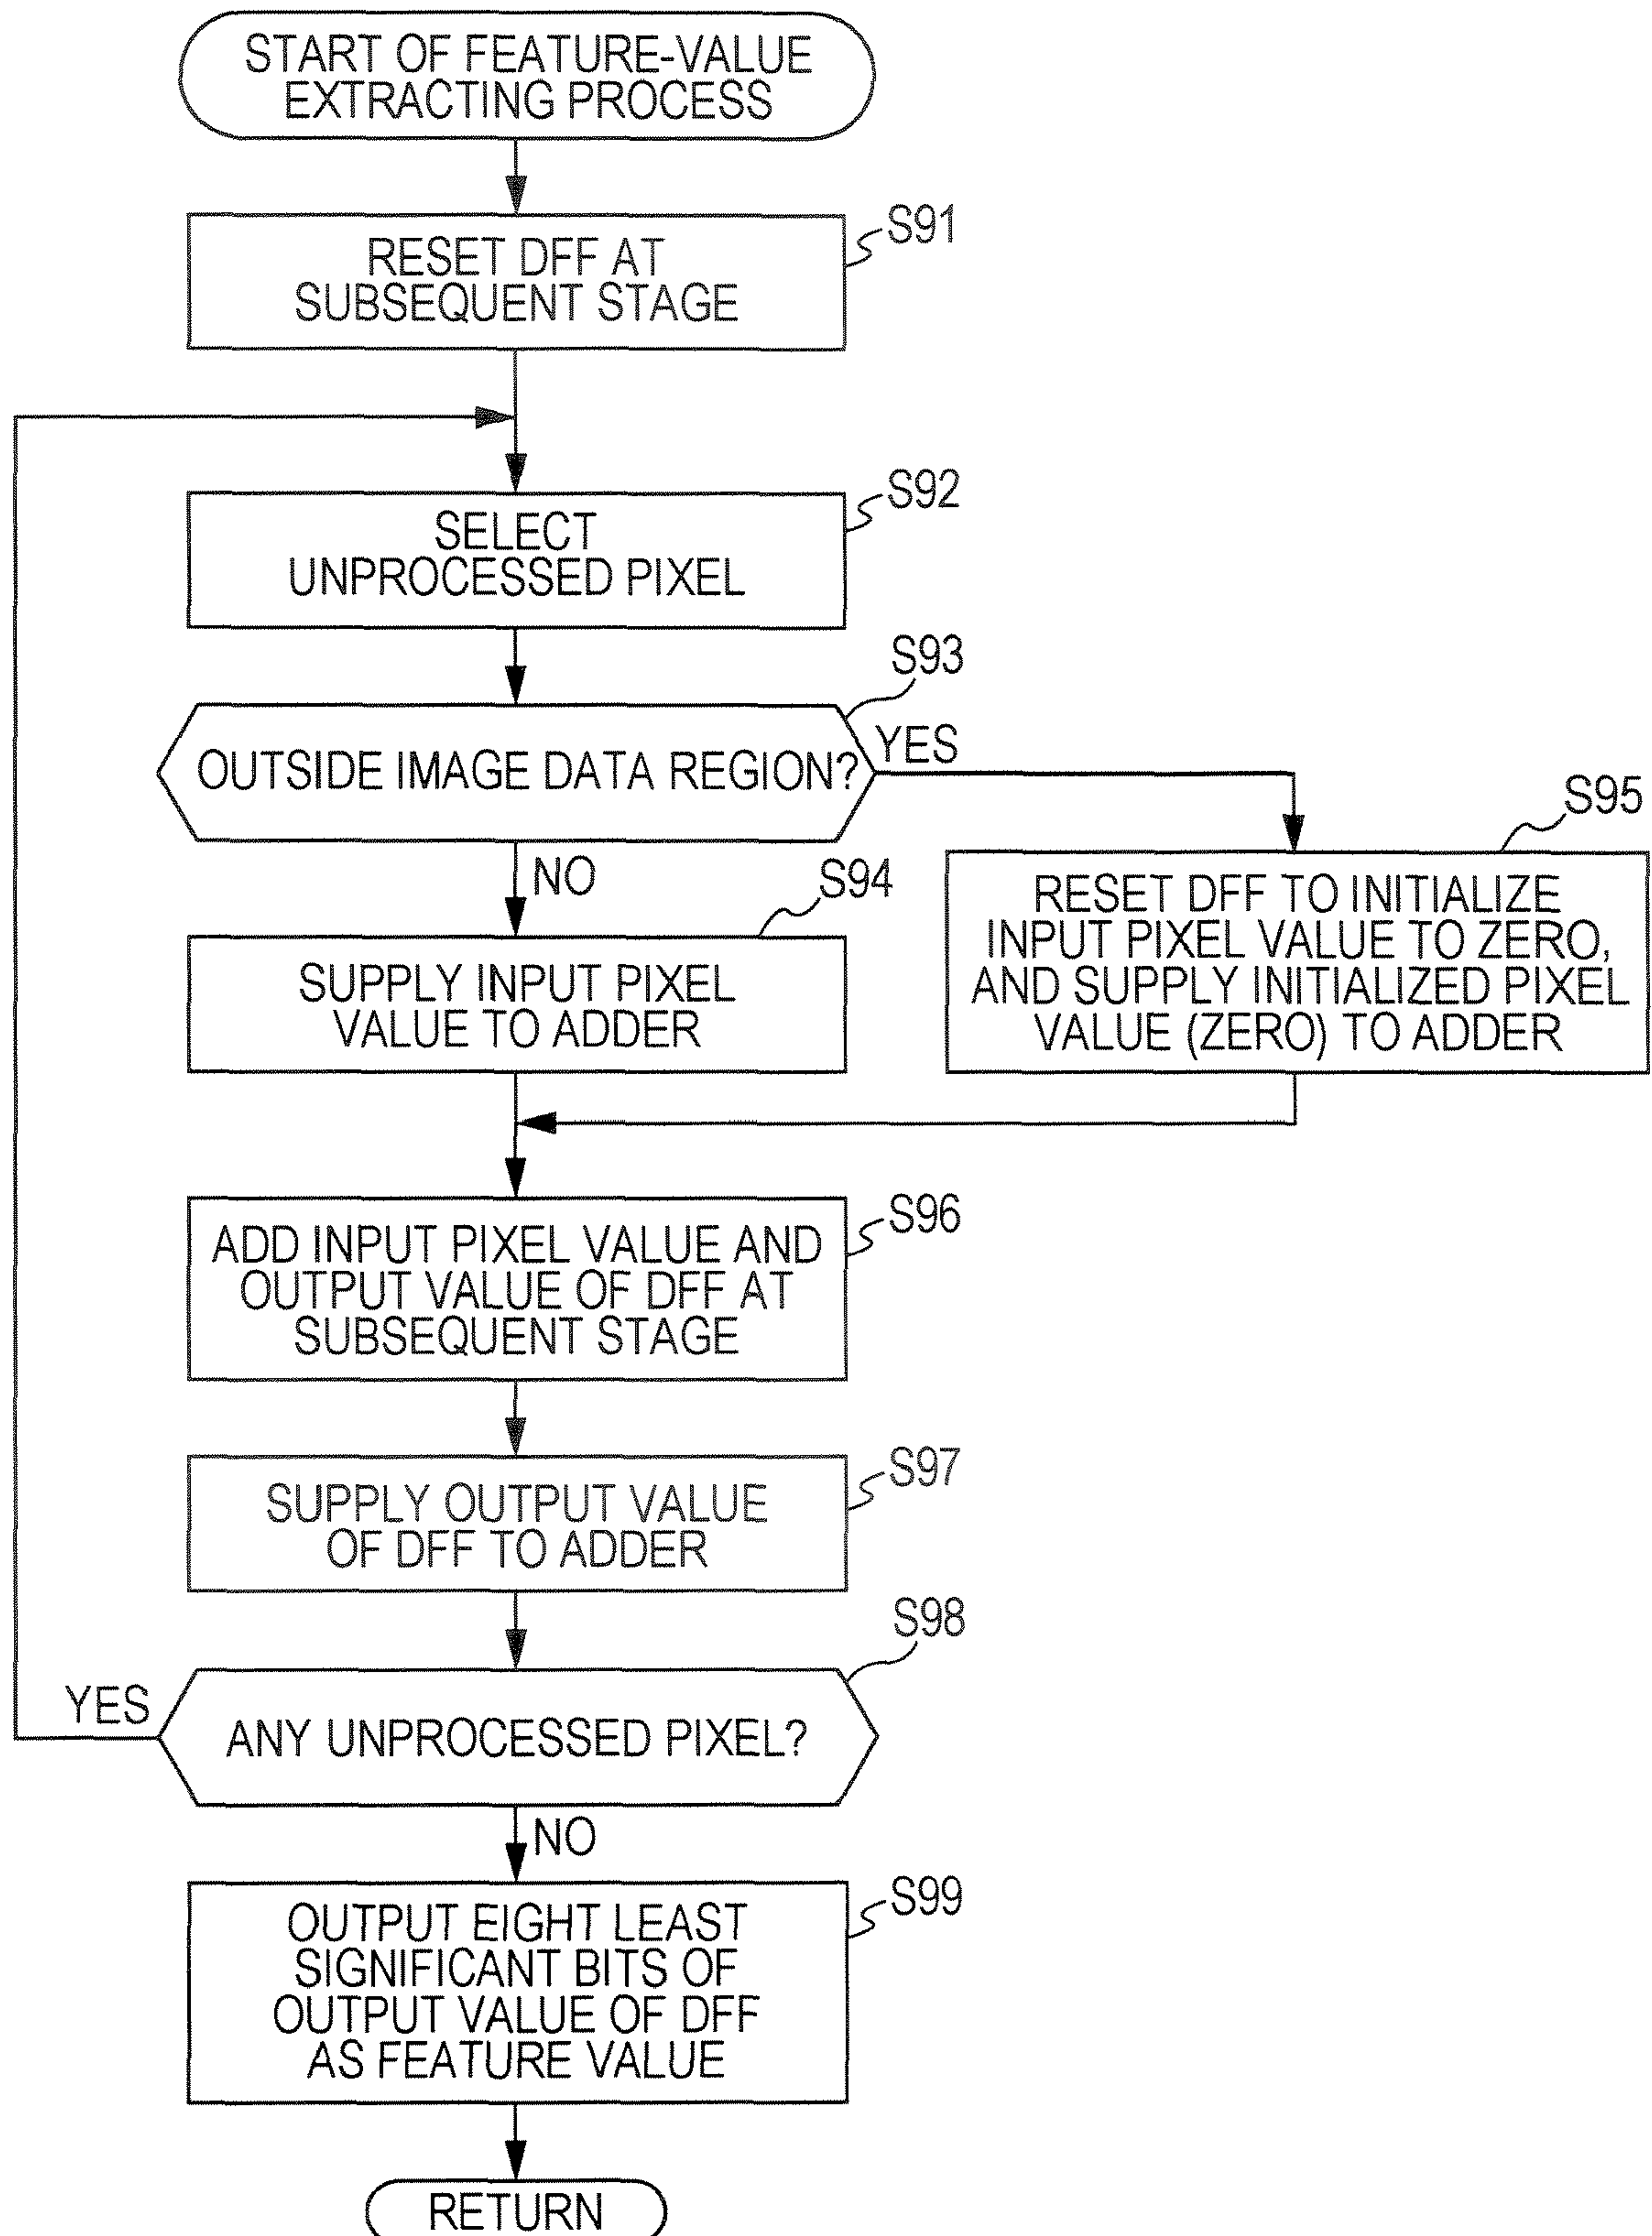 START OF FEATURE-VALUE
EXTRACTING PROCESS
S91
RESET DFF AT
SUBSEQUENT STAGE
S92
SELECT
UNPROCESSED PIXEL
S93
OUTSIDE IMAGE DATA REGION?
YES
NO
S94
SUPPLY INPUT PIXEL
VALUE TO ADDER
S95
RESET DFF TO INITIALIZE
INPUT PIXEL VALUE TO ZERO,
AND SUPPLY INITIALIZED PIXEL
VALUE (ZERO) TO ADDER
S96
ADD INPUT PIXEL VALUE AND
OUTPUT VALUE OF DFF AT
SUBSEQUENT STAGE
S97
SUPPLY OUTPUT VALUE
OF DFF TO ADDER
S98
YES
ANY UNPROCESSED PIXEL?
NO
S99
OUTPUT EIGHT LEAST
SIGNIFICANT BITS OF
OUTPUT VALUE OF DFF
AS FEATURE VALUE
RETURN